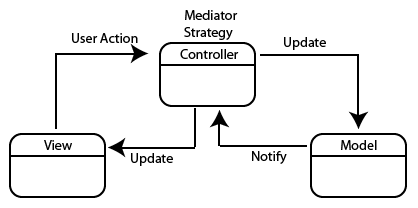 Mediator
Strategy
User Action
Controller
Update
View
Update
Notify
Model